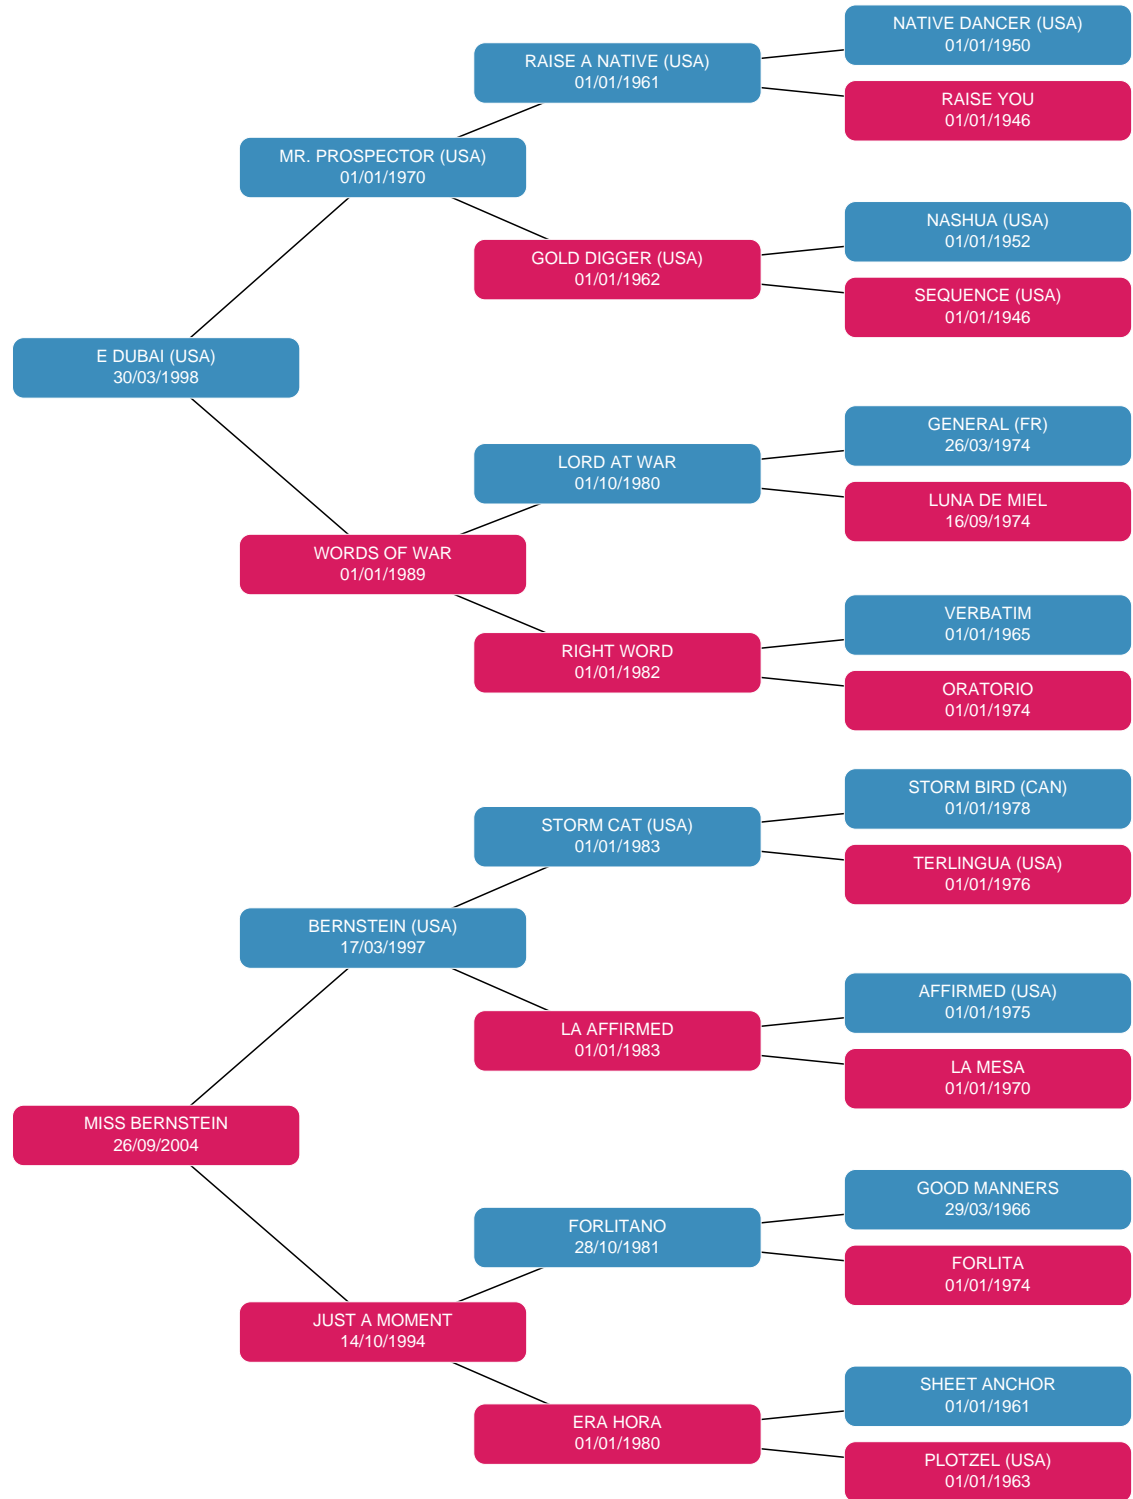 NATIVE DANCER (USA)
01/01/1950
RAISE A NATIVE (USA)
01/01/1961
RAISE YOU
01/01/1946
MR. PROSPECTOR (USA)
01/01/1970
NASHUA (USA)
01/01/1952
GOLD DIGGER (USA)
01/01/1962
SEQUENCE (USA)
01/01/1946
E DUBAI (USA)
30/03/1998
GENERAL (FR)
26/03/1974
LORD AT WAR
01/10/1980
LUNA DE MIEL
16/09/1974
WORDS OF WAR
01/01/1989
VERBATIM
01/01/1965
RIGHT WORD
01/01/1982
ORATORIO
01/01/1974
STORM BIRD (CAN)
01/01/1978
STORM CAT (USA)
01/01/1983
TERLINGUA (USA)
01/01/1976
BERNSTEIN (USA)
17/03/1997
AFFIRMED (USA)
01/01/1975
LA AFFIRMED
01/01/1983
LA MESA
01/01/1970
MISS BERNSTEIN
26/09/2004
GOOD MANNERS
29/03/1966
FORLITANO
28/10/1981
FORLITA
01/01/1974
JUST A MOMENT
14/10/1994
SHEET ANCHOR
01/01/1961
ERA HORA
01/01/1980
PLOTZEL (USA)
01/01/1963